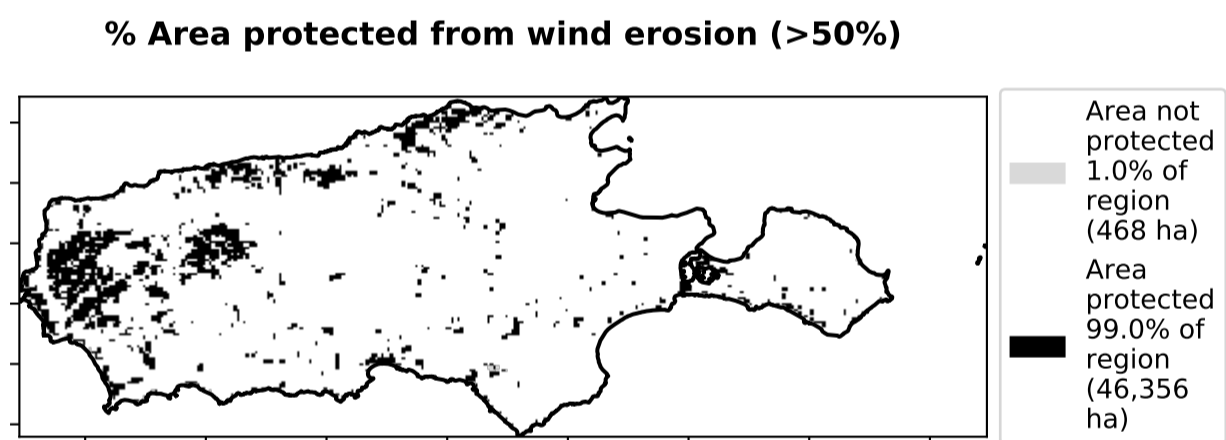 % Area protected from wind erosion (>50%)
Area not
protected
1.0% of
region
(468 ha)
Area
protected
99.0% of
region
(46,356
ha)